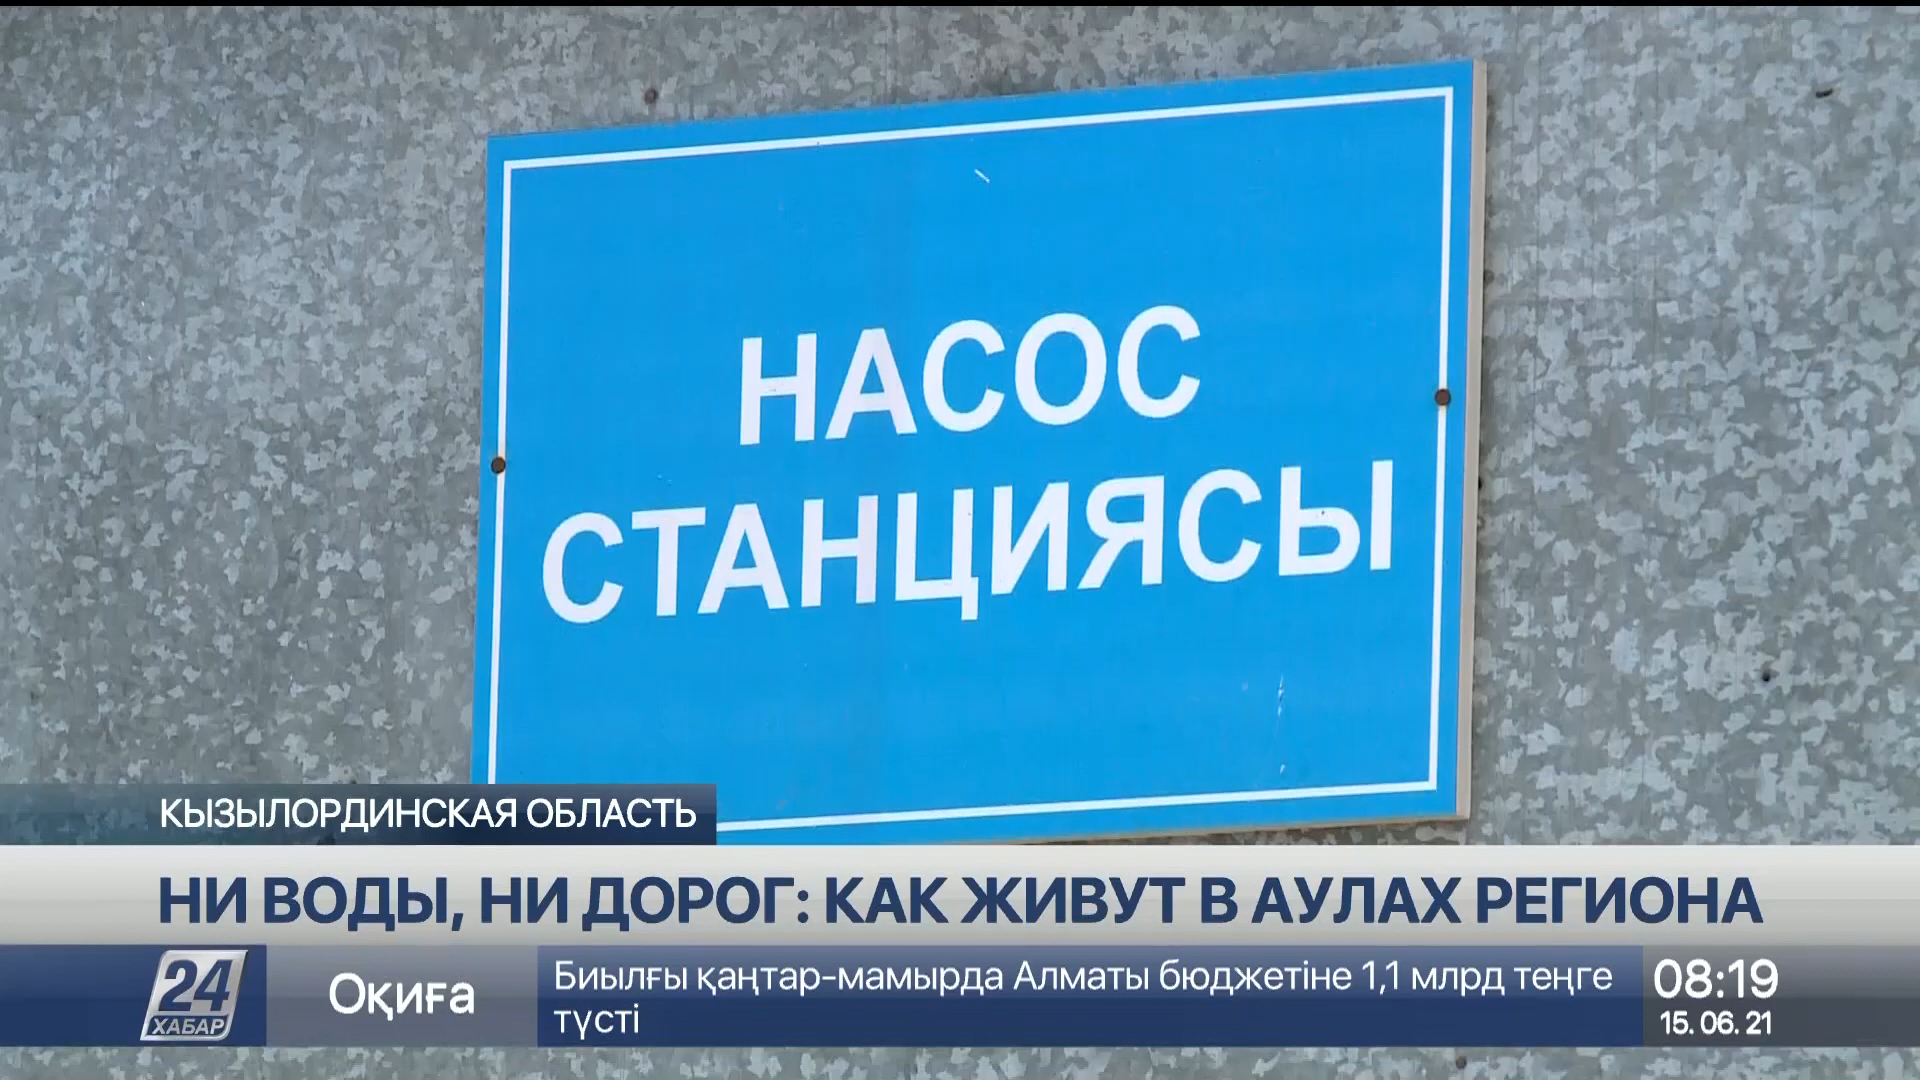 НАСОС
СТАНЦИЯСЫ
КЫЗЫЛОРДИНСКАЯ ОБЛАСТЬ
НИ ВОДЫ, НИ ДОРОГ: КАК ЖИВУТ В АУЛАХ РЕГИОНА
24
ХАБАР
Оқиға
Биылғы қаңтар-мамырда Алматы бюджетіне 1,1 млрд теңге
түсті
08:19
15. 06. 21